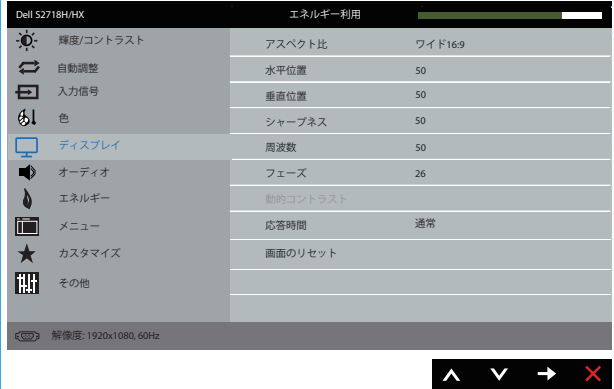 Dell S2718H/HX エネルギー利用
輝度/コントラスト
自動調整
入力信号
色
ディスプレイ
オーディオ
エネルギー
メニュー
カスタマイズ
その他
アスペクト比 ワイド16:9
水平位置 50
垂直位置 50
シャープネス 50
周波数 50
フェーズ 26
動的コントラスト
応答時間 通常
画面のリセット
解像度: 1920x1080, 60Hz